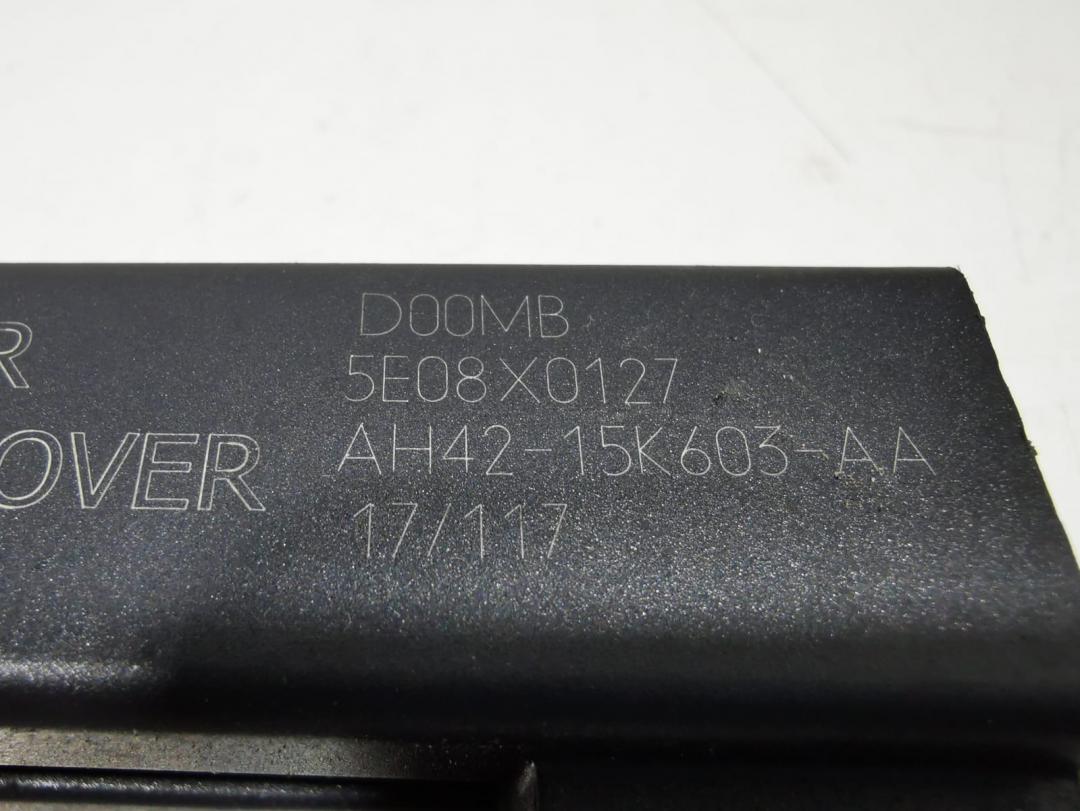 R
OVER
D00MB
5E08X0127
AH42-15K603-AA
17/117